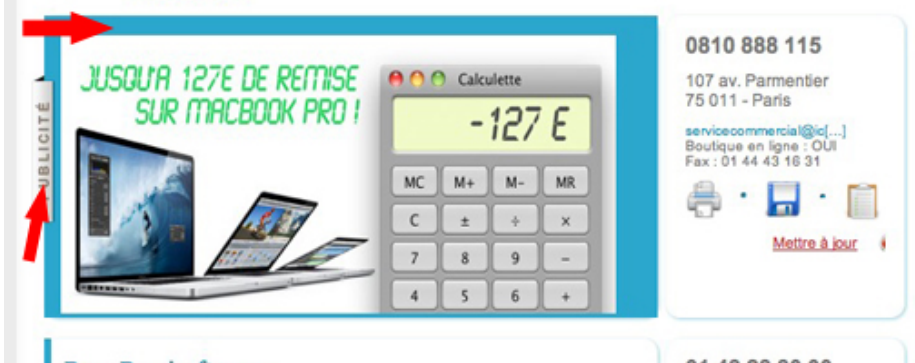 PUBLICITÉ
JUSQU'A 127E DE REMISE
SUR MACBOOK PRO !
Calculette
-127 E
MC M+ M- MR
C ± ÷ ×
7 8 9 -
4 5 6 +
0810 888 115
107 av. Parmentier
75 011 - Paris
servicecommercial@ic[...]
Boutique en ligne : OUI
Fax : 01 44 43 16 31
Mettre à jour